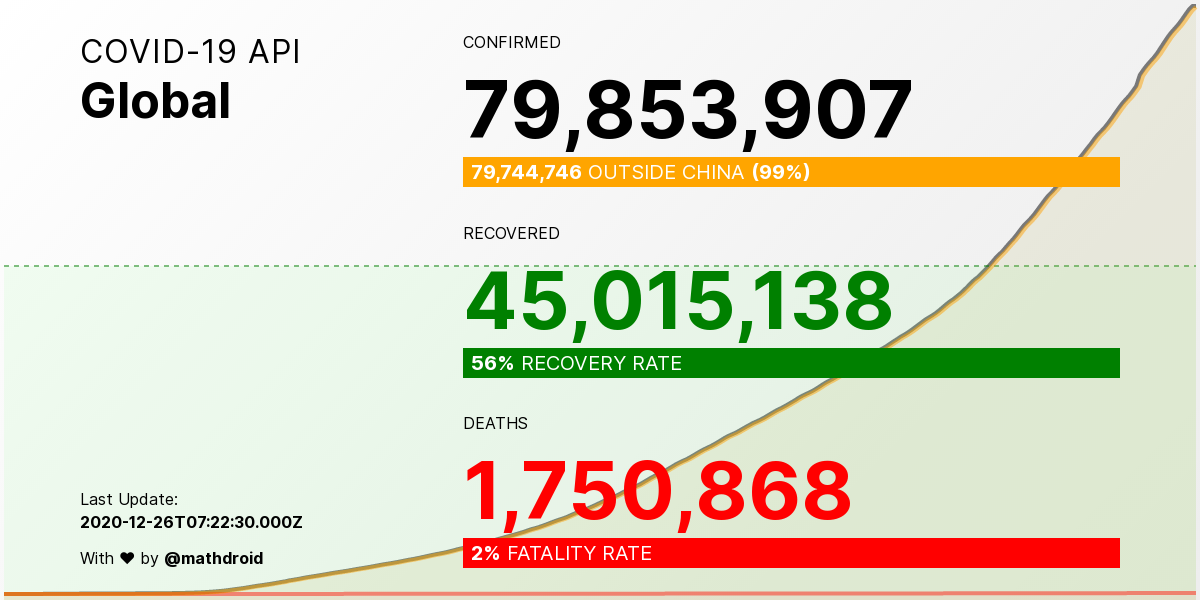 COVID-19 API
Global
CONFIRMED
79,853,907
79,744,746 OUTSIDE CHINA (99%)
RECOVERED
45,015,138
56% RECOVERY RATE
DEATHS
1,750,868
2% FATALITY RATE
Last Update:
2020-12-26T07:22:30.000Z
With ♥ by @mathdroid